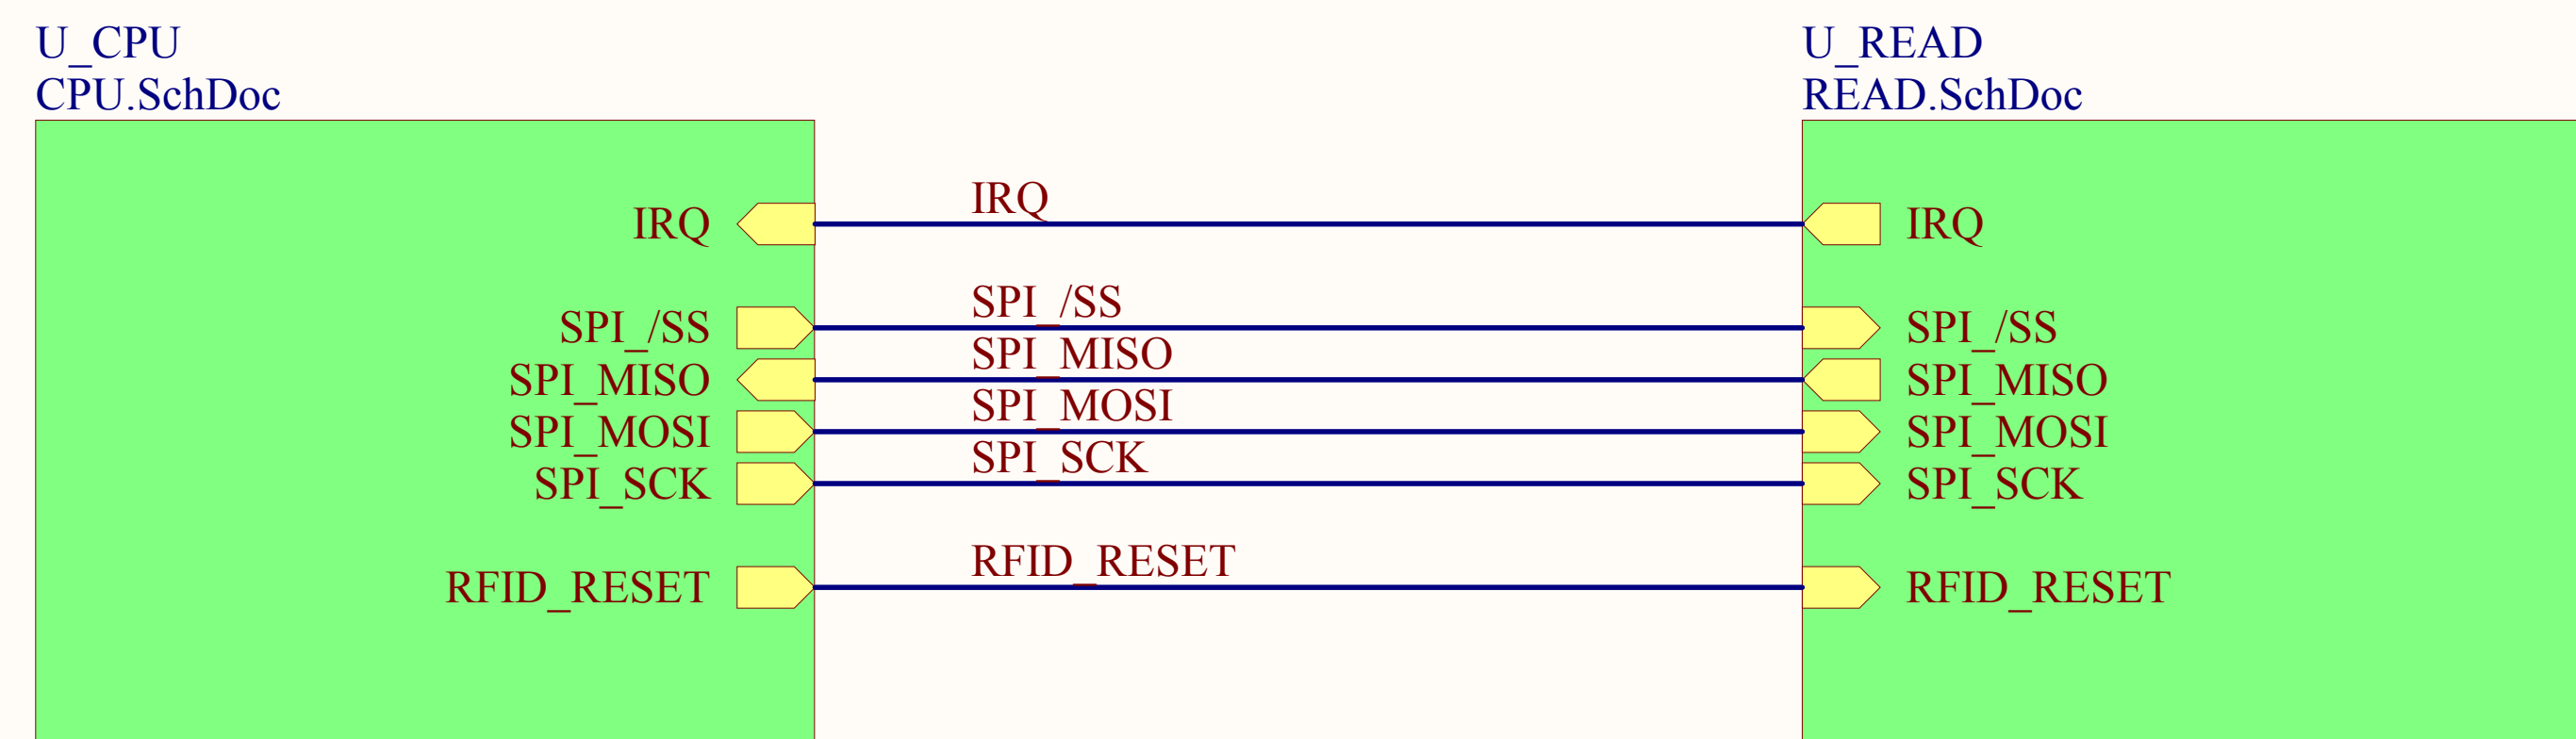 U_CPU
CPU.SchDoc
U_READ
READ.SchDoc
IRQ
IRQ
IRQ
SPI_/SS
SPI_/SS
SPI_/SS
SPI_MISO
SPI_MISO
SPI_MISO
SPI_MOSI
SPI_MOSI
SPI_MOSI
SPI_SCK
SPI_SCK
SPI_SCK
RFID_RESET
RFID_RESET
RFID_RESET